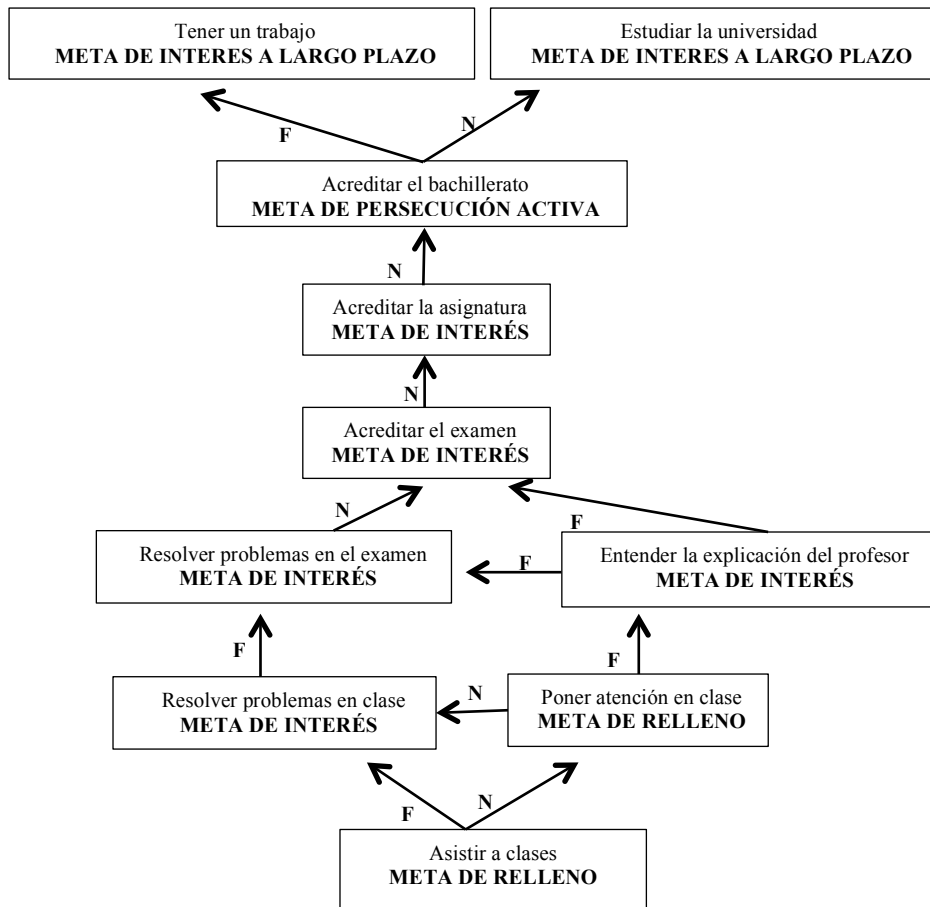 Tener un trabajo
META DE INTERES A LARGO PLAZO
Estudiar la universidad
META DE INTERES A LARGO PLAZO
F
N
Acreditar el bachillerato
META DE PERSECUCIÓN ACTIVA
N
Acreditar la asignatura
META DE INTERÉS
N
Acreditar el examen
META DE INTERÉS
N
F
Resolver problemas en el examen
META DE INTERÉS
F
Entender la explicación del profesor
META DE INTERÉS
F
F
Resolver problemas en clase
META DE INTERÉS
N
Poner atención en clase
META DE RELLENO
F
N
Asistir a clases
META DE RELLENO